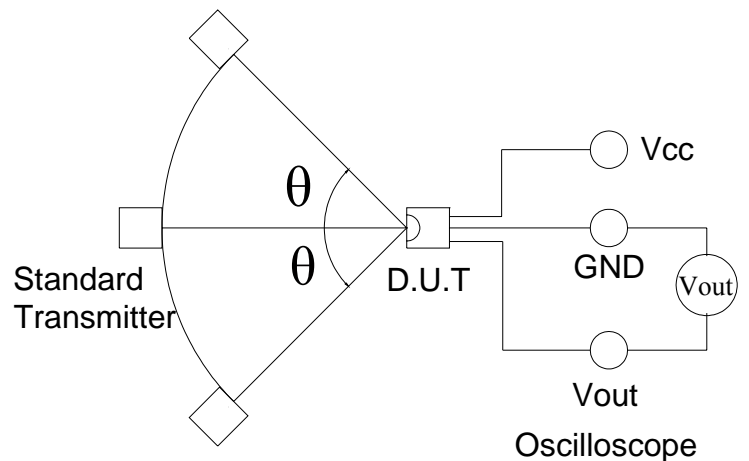 Vcc
θ
θ
GND
D.U.T
Standard
Transmitter
Vout
Vout
Oscilloscope